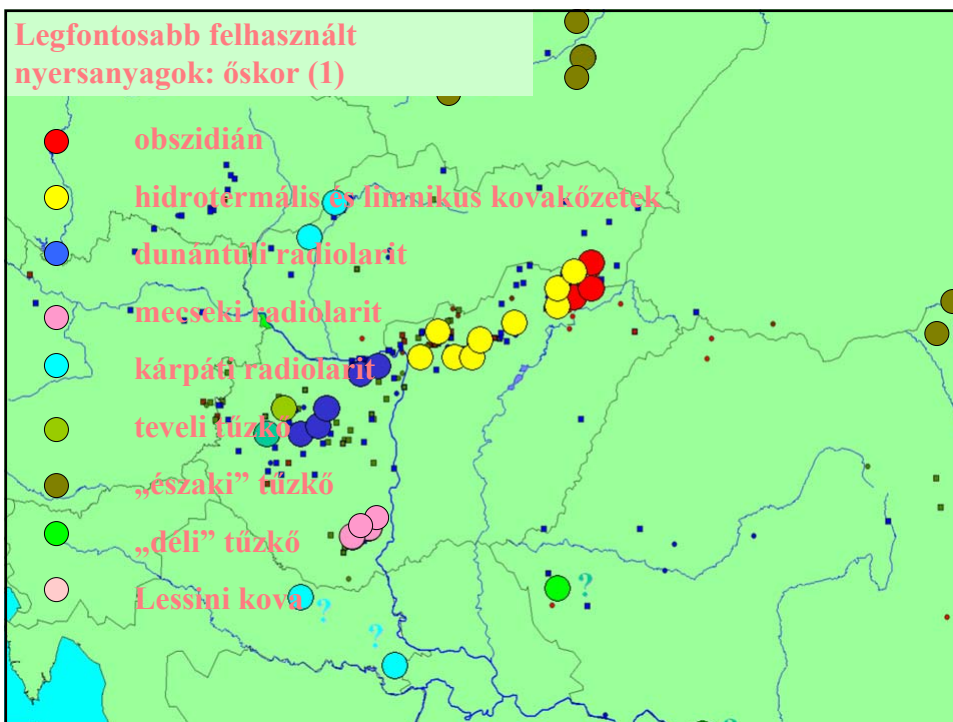 Legfontosabb felhasznált
nyersanyagok: őskor (1)
obszidián
hidrotermális és limnikus kovakőzetek
dunántúli radiolarit
mecseki radiolarit
kárpáti radiolarit
teveli tűzkő
„északi” tűzkő
„déli” tűzkő
?
Lessini kova
?
?
?